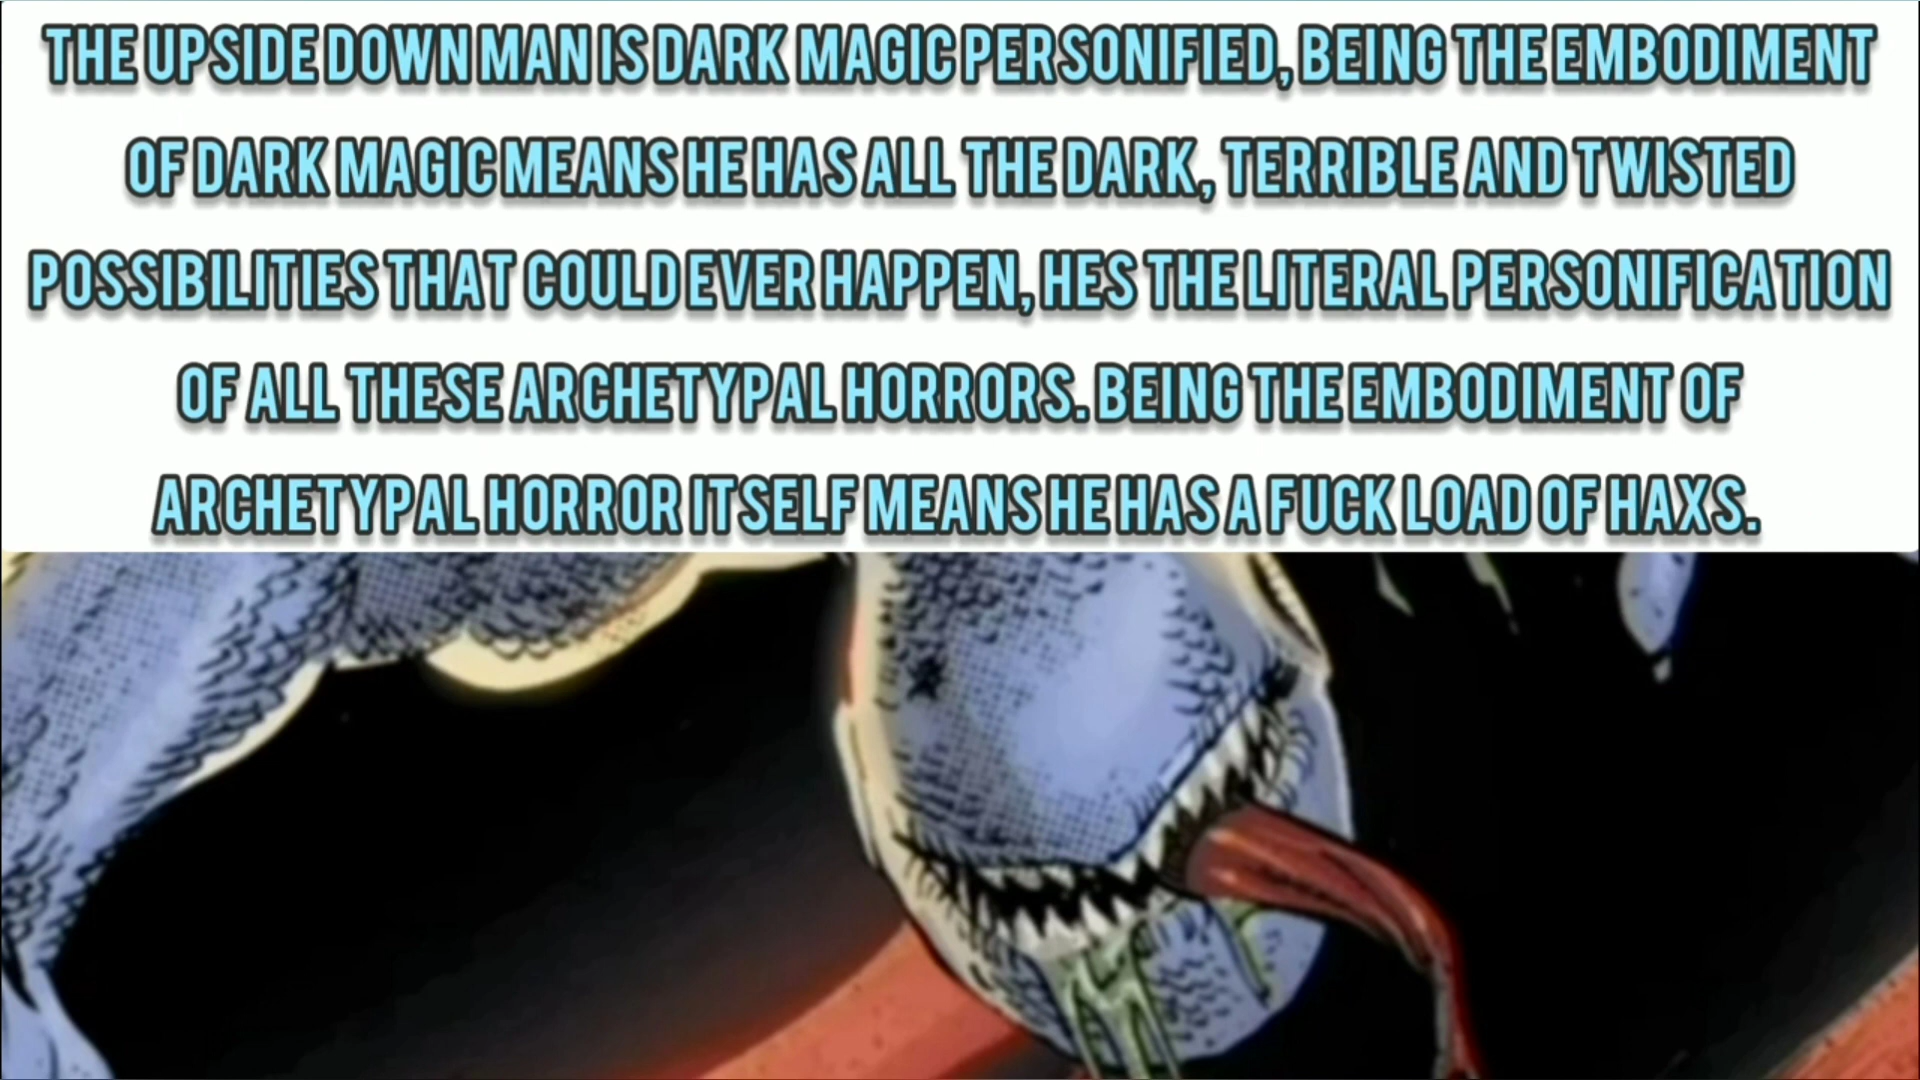 THE UPSIDE DOWN MAN IS DARK MAGIC PERSONIFIED, BEING THE EMBODIMENT
OF DARK MAGIC MEANS HE HAS ALL THE DARK, TERRIBLE AND TWISTED
POSSIBILITIES THAT COULD EVER HAPPEN, HES THE LITERAL PERSONIFICATION
OF ALL THESE ARCHETYPAL HORRORS. BEING THE EMBODIMENT OF
ARCHETYPAL HORROR ITSELF MEANS HE HAS A FUCK LOAD OF HAXS.